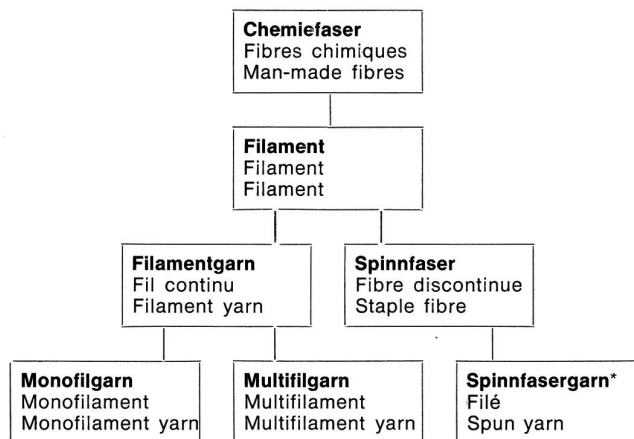 Chemiefaser
Fibres chimiques
Man-made fibres
Filament
Filament
Filament
Filamentgarn
Fil continu
Filament yarn
Spinnfaser
Fibre discontinue
Staple fibre
Monofilgarn
Monofilament
Monofilament yarn
Multifilgarn
Multifilament
Multifilament yarn
Spinnfasergarn*
Filé
Spun yarn